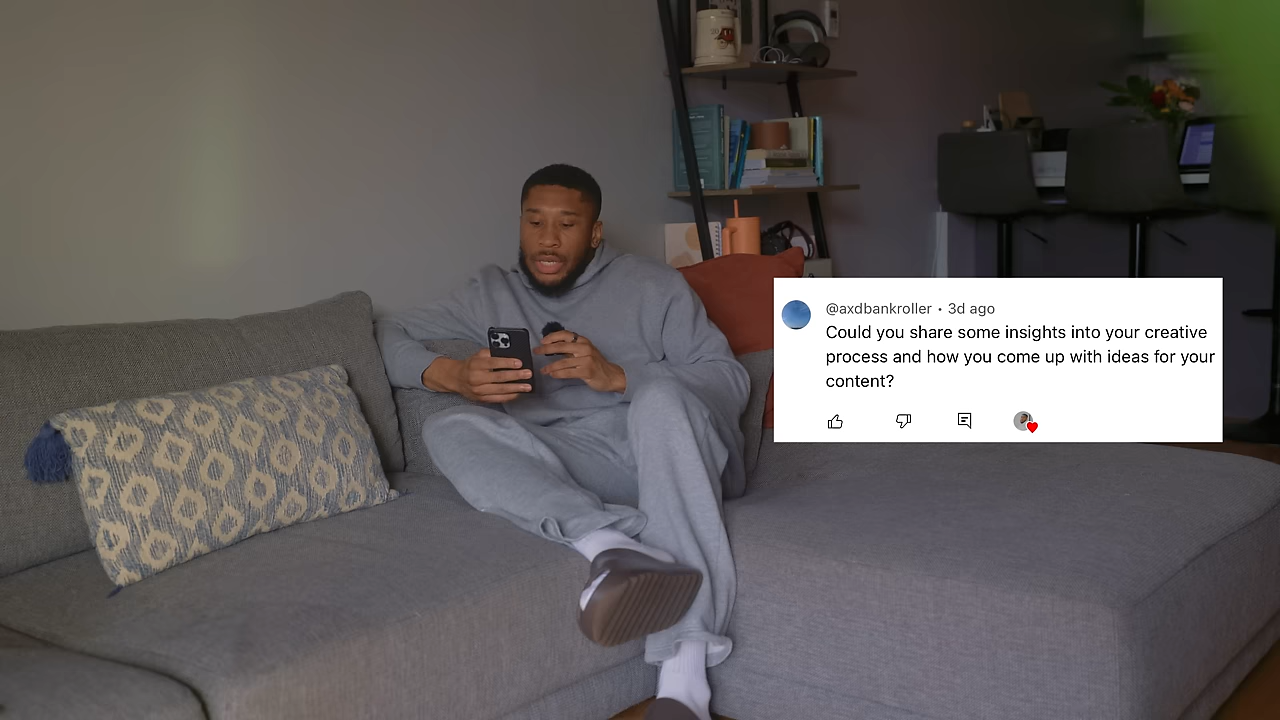 @axdbankroller • 3d ago
Could you share some insights into your creative
process and how you come up with ideas for your
content?